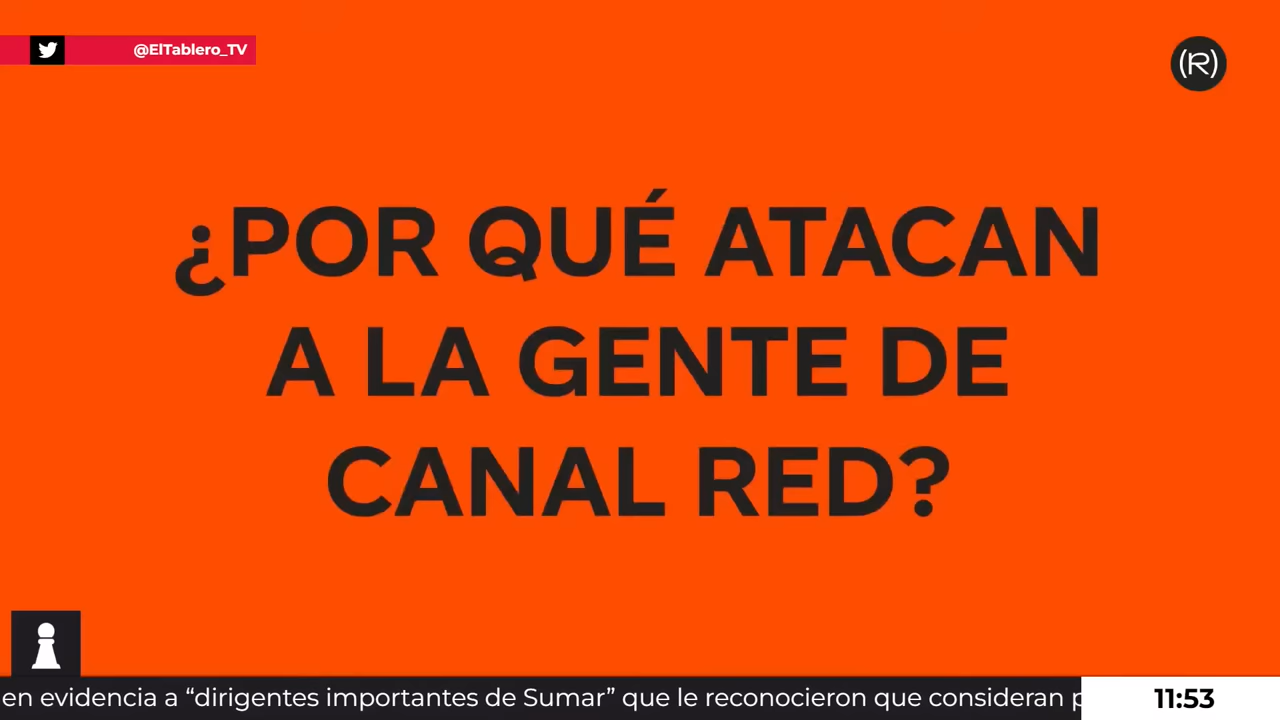 @ElTablero_TV
(R)
¿POR QUÉ ATACAN
A LA GENTE DE
CANAL RED?
en evidencia a “dirigentes importantes de Sumar” que le reconocieron que consideran
11:53